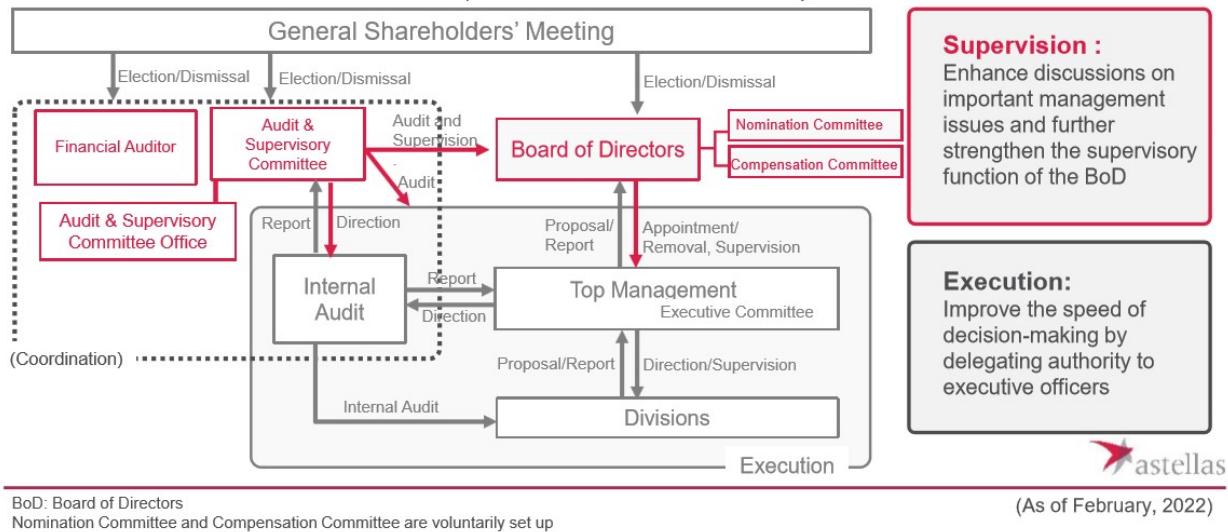 General Shareholders' Meeting
Election/Dismissal
Election/Dismissal
Election/Dismissal
Financial Auditor
Audit &
Supervisory
Committee
Audit and
Supervision
Board of Directors
Nomination Committee
Compensation Committee
Audit
Audit & Supervisory
Committee Office
Report
Direction
Proposal/
Report
Appointment/
Removal, Supervision
Internal
Audit
Report
Direction
Top Management
Executive Committee
(Coordination)
Proposal/Report
Direction/Supervision
Internal Audit
Divisions
Execution
Supervision :
Enhance discussions on
important management
issues and further
strengthen the supervisory
function of the BoD
Execution:
Improve the speed of
decision-making by
delegating authority to
executive officers
astellas
BoD: Board of Directors
Nomination Committee and Compensation Committee are voluntarily set up
(As of February, 2022)